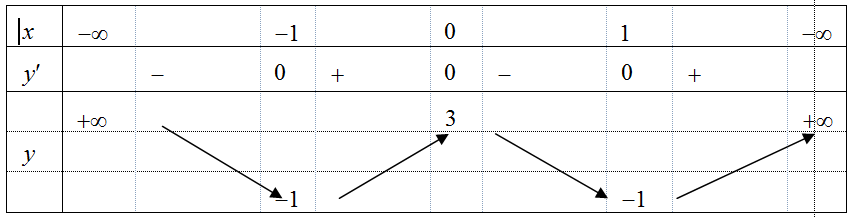 x −∞ −1 0 1 −∞
y' − 0 + 0 − 0 +
+∞ 3 +∞
y
−1 −1